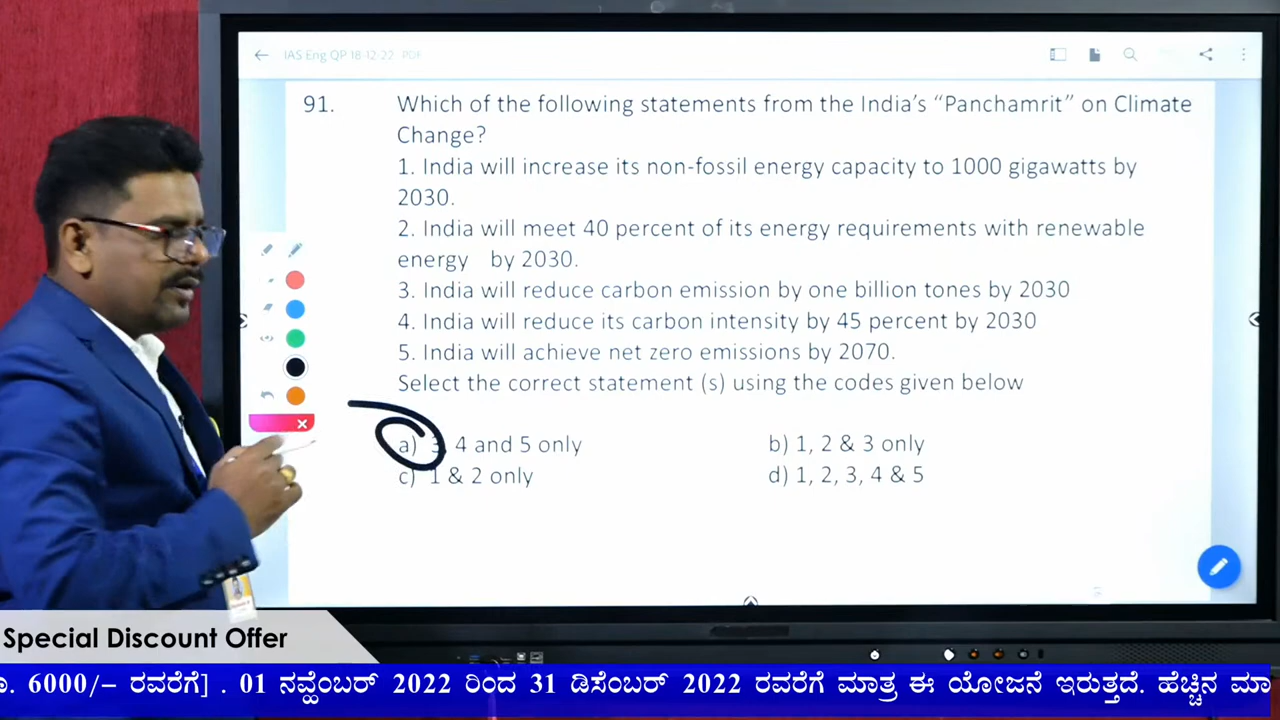 IAS Eng QP 18-12-22 PDF
91. Which of the following statements from the India's “Panchamrit” on Climate
Change?
1. India will increase its non-fossil energy capacity to 1000 gigawatts by
2030.
2. India will meet 40 percent of its energy requirements with renewable
energy by 2030.
3. India will reduce carbon emission by one billion tones by 2030
4. India will reduce its carbon intensity by 45 percent by 2030
5. India will achieve net zero emissions by 2070.
Select the correct statement (s) using the codes given below
a) 3, 4 and 5 only b) 1, 2 & 3 only
c) 1 & 2 only d) 1, 2, 3, 4 & 5
Special Discount Offer
6000/– ರವರೆಗೆ] . 01 ನವ್ಹೆಂಬರ್ 2022 ರಿಂದ 31 ಡಿಸೆಂಬರ್ 2022 ರವರೆಗೆ ಮಾತ್ರ ಈ ಯೋಜನೆ ಇರುತ್ತದೆ. ಹೆಚ್ಚಿನ ಮಾ